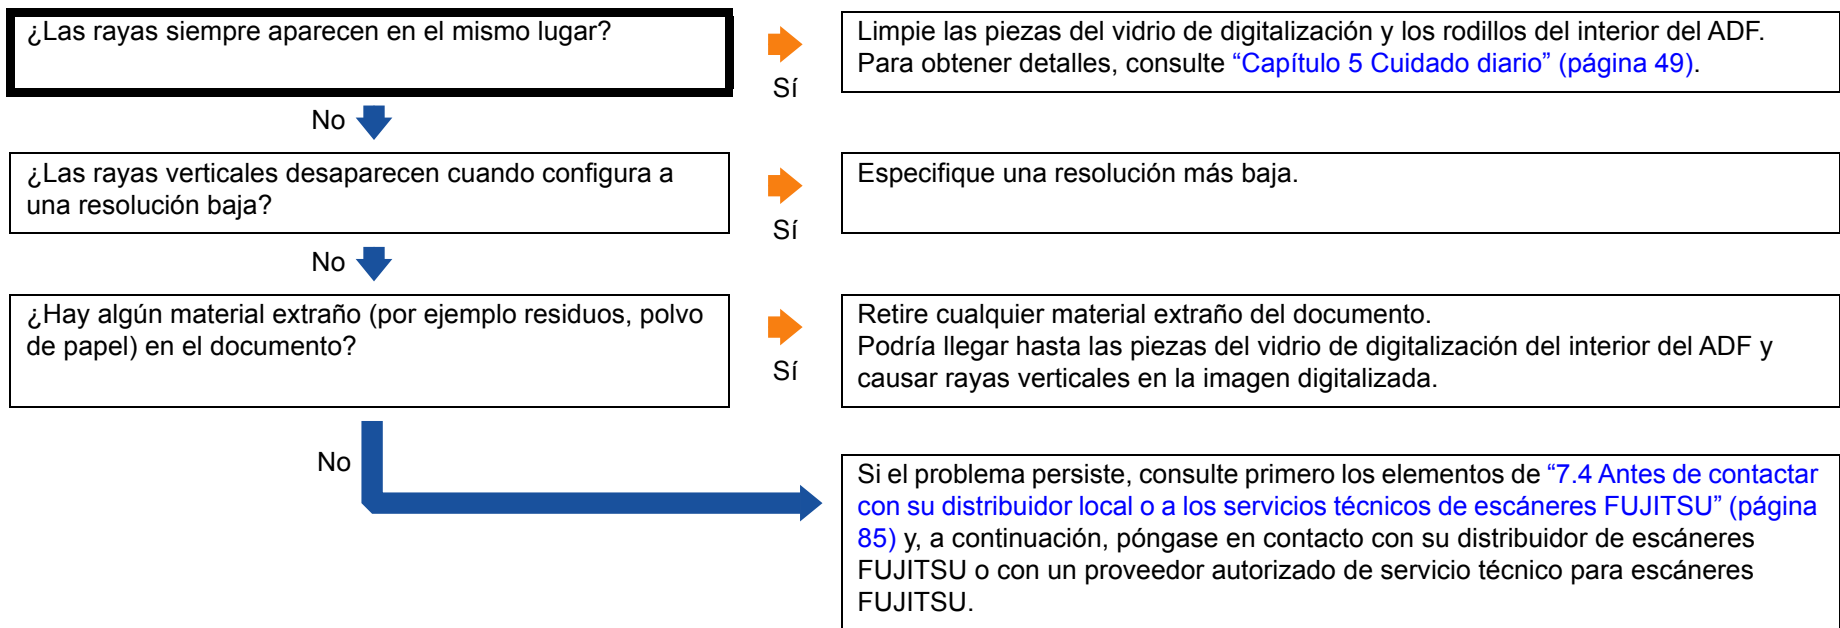 ¿Las rayas siempre aparecen en el mismo lugar?
Sí
Limpie las piezas del vidrio de digitalización y los rodillos del interior del ADF.
Para obtener detalles, consulte “Capítulo 5 Cuidado diario” (página 49).
No
¿Las rayas verticales desaparecen cuando configura a
una resolución baja?
Sí
Especifique una resolución más baja.
No
¿Hay algún material extraño (por ejemplo residuos, polvo
de papel) en el documento?
Sí
Retire cualquier material extraño del documento.
Podría llegar hasta las piezas del vidrio de digitalización del interior del ADF y
causar rayas verticales en la imagen digitalizada.
No
Si el problema persiste, consulte primero los elementos de “7.4 Antes de contactar
con su distribuidor local o a los servicios técnicos de escáneres FUJITSU” (página
85) y, a continuación, póngase en contacto con su distribuidor de escáneres
FUJITSU o con un proveedor autorizado de servicio técnico para escáneres
FUJITSU.